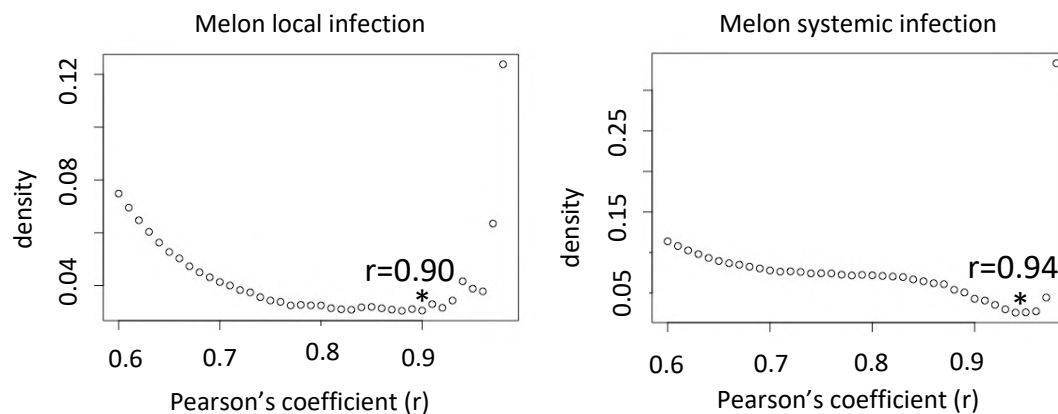 Melon local infection
density
0.12
0.08
0.04
r=0.90
*
0.6 0.7 0.8 0.9
Pearson's coefficient (r)
Melon systemic infection
density
0.25
0.15
0.05
r=0.94
*
0.6 0.7 0.8 0.9
Pearson's coefficient (r)